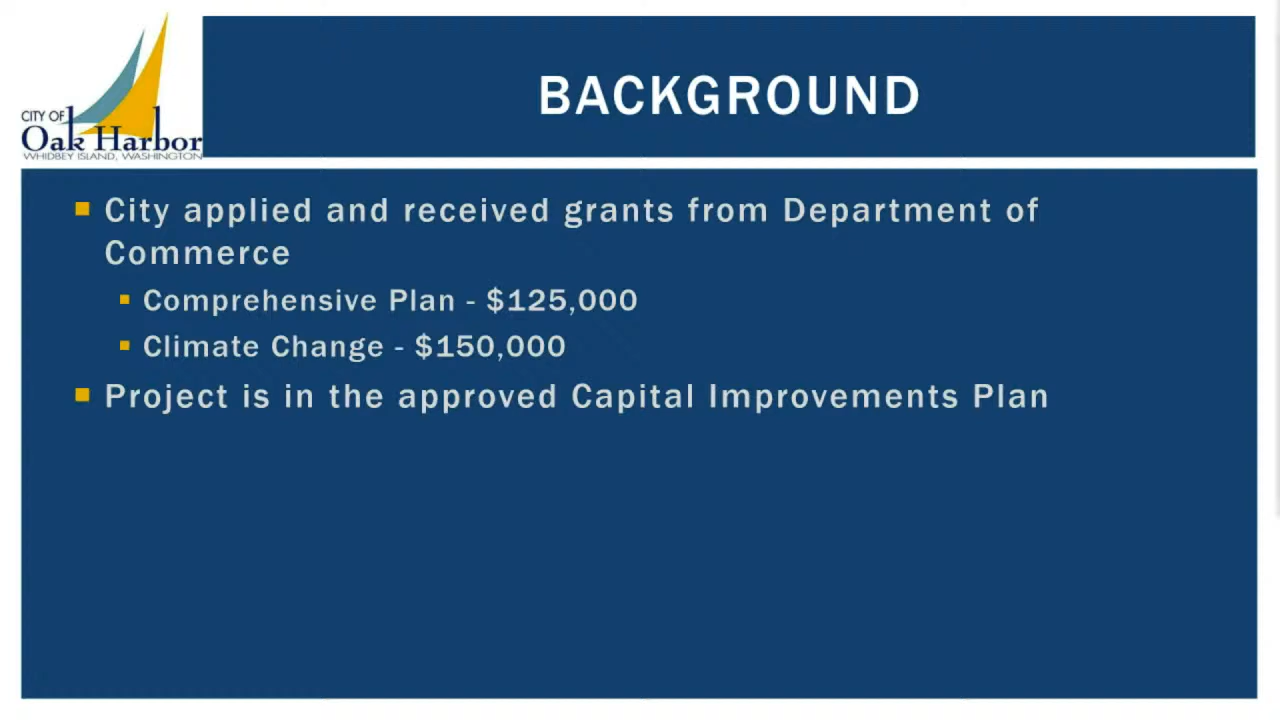 CITY OF
Oak Harbor
WHIDBEY ISLAND, WASHINGTON
BACKGROUND
City applied and received grants from Department of
Commerce
Comprehensive Plan - $125,000
Climate Change - $150,000
Project is in the approved Capital Improvements Plan